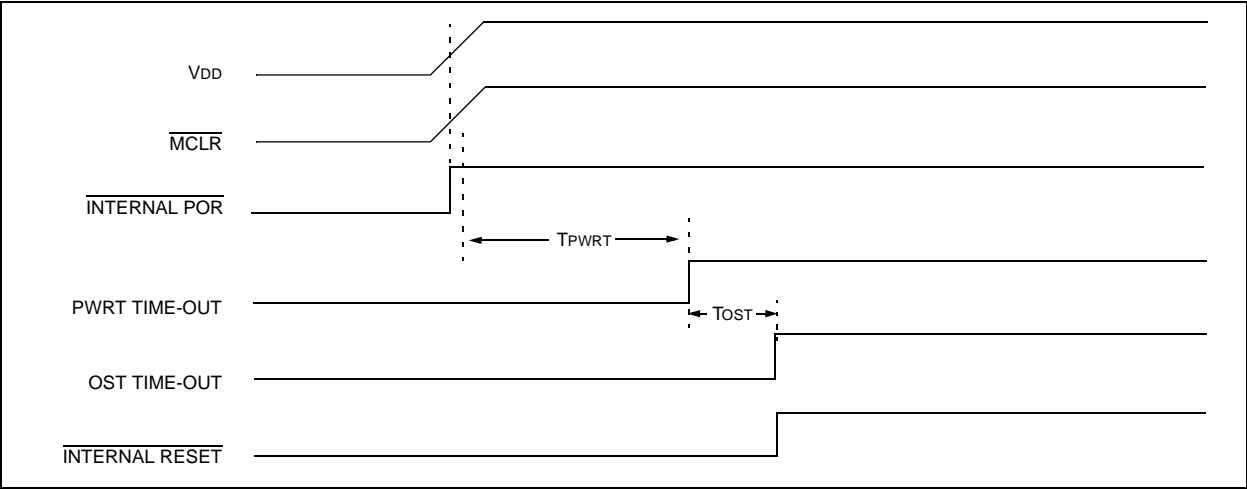 VDD
MCLR
INTERNAL POR
TPWRT
PWRT TIME-OUT
TOST
OST TIME-OUT
INTERNAL RESET